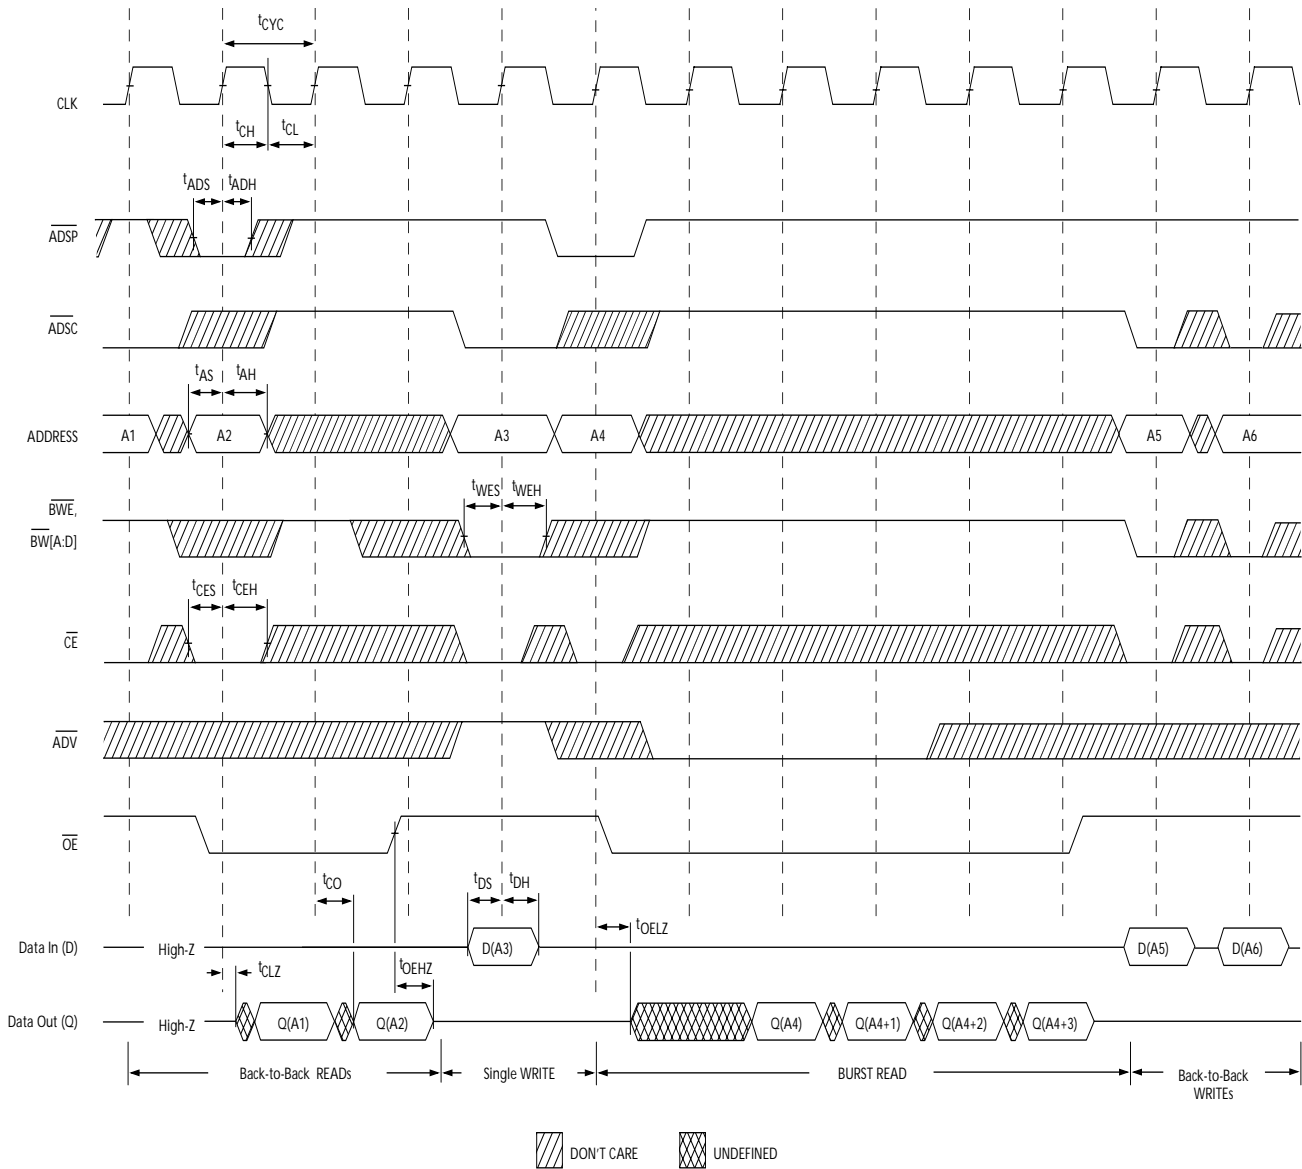 tCYC
CLK
tCH tCL
tADS tADH
ADSP
ADSC
tAS tAH
ADDRESS A1 A2 A3 A4 A5 A6
tWES tWEH
BWE,
BW[A:D]
tCES tCEH
CE
ADV
OE
tCO tDS tDH
tOELZ
Data In (D) High-Z D(A3) D(A5) D(A6)
tCLZ tOEHZ
Data Out (Q) High-Z Q(A1) Q(A2) Q(A4) Q(A4+1) Q(A4+2) Q(A4+3)
Back-to-Back READs Single WRITE BURST READ Back-to-Back
WRITEs
DON'T CARE UNDEFINED